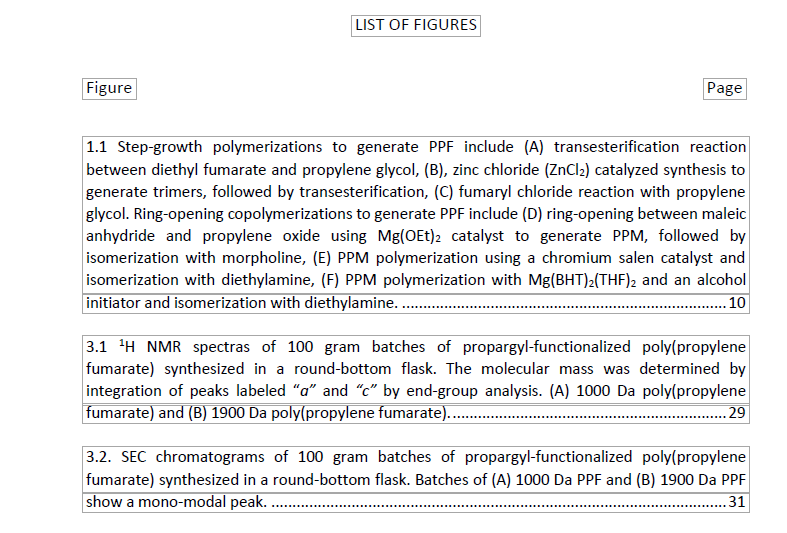 LIST OF FIGURES
Figure Page
1.1 Step-growth polymerizations to generate PPF include (A) transesterification reaction
between diethyl fumarate and propylene glycol, (B), zinc chloride (ZnCl₂) catalyzed synthesis to
generate trimers, followed by transesterification, (C) fumaryl chloride reaction with propylene
glycol. Ring-opening copolymerizations to generate PPF include (D) ring-opening between maleic
anhydride and propylene oxide using Mg(OEt)₂ catalyst to generate PPM, followed by
isomerization with morpholine, (E) PPM polymerization using a chromium salen catalyst and
isomerization with diethylamine, (F) PPM polymerization with Mg(BHT)₂(THF)₂ and an alcohol
initiator and isomerization with diethylamine. ........................................................................ 10
3.1 ¹H NMR spectras of 100 gram batches of propargyl-functionalized poly(propylene
fumarate) synthesized in a round-bottom flask. The molecular mass was determined by
integration of peaks labeled “a” and “c” by end-group analysis. (A) 1000 Da poly(propylene
fumarate) and (B) 1900 Da poly(propylene fumarate). ............................................................ 29
3.2. SEC chromatograms of 100 gram batches of propargyl-functionalized poly(propylene
fumarate) synthesized in a round-bottom flask. Batches of (A) 1000 Da PPF and (B) 1900 Da PPF
show a mono-modal peak. .................................................................................................... 31